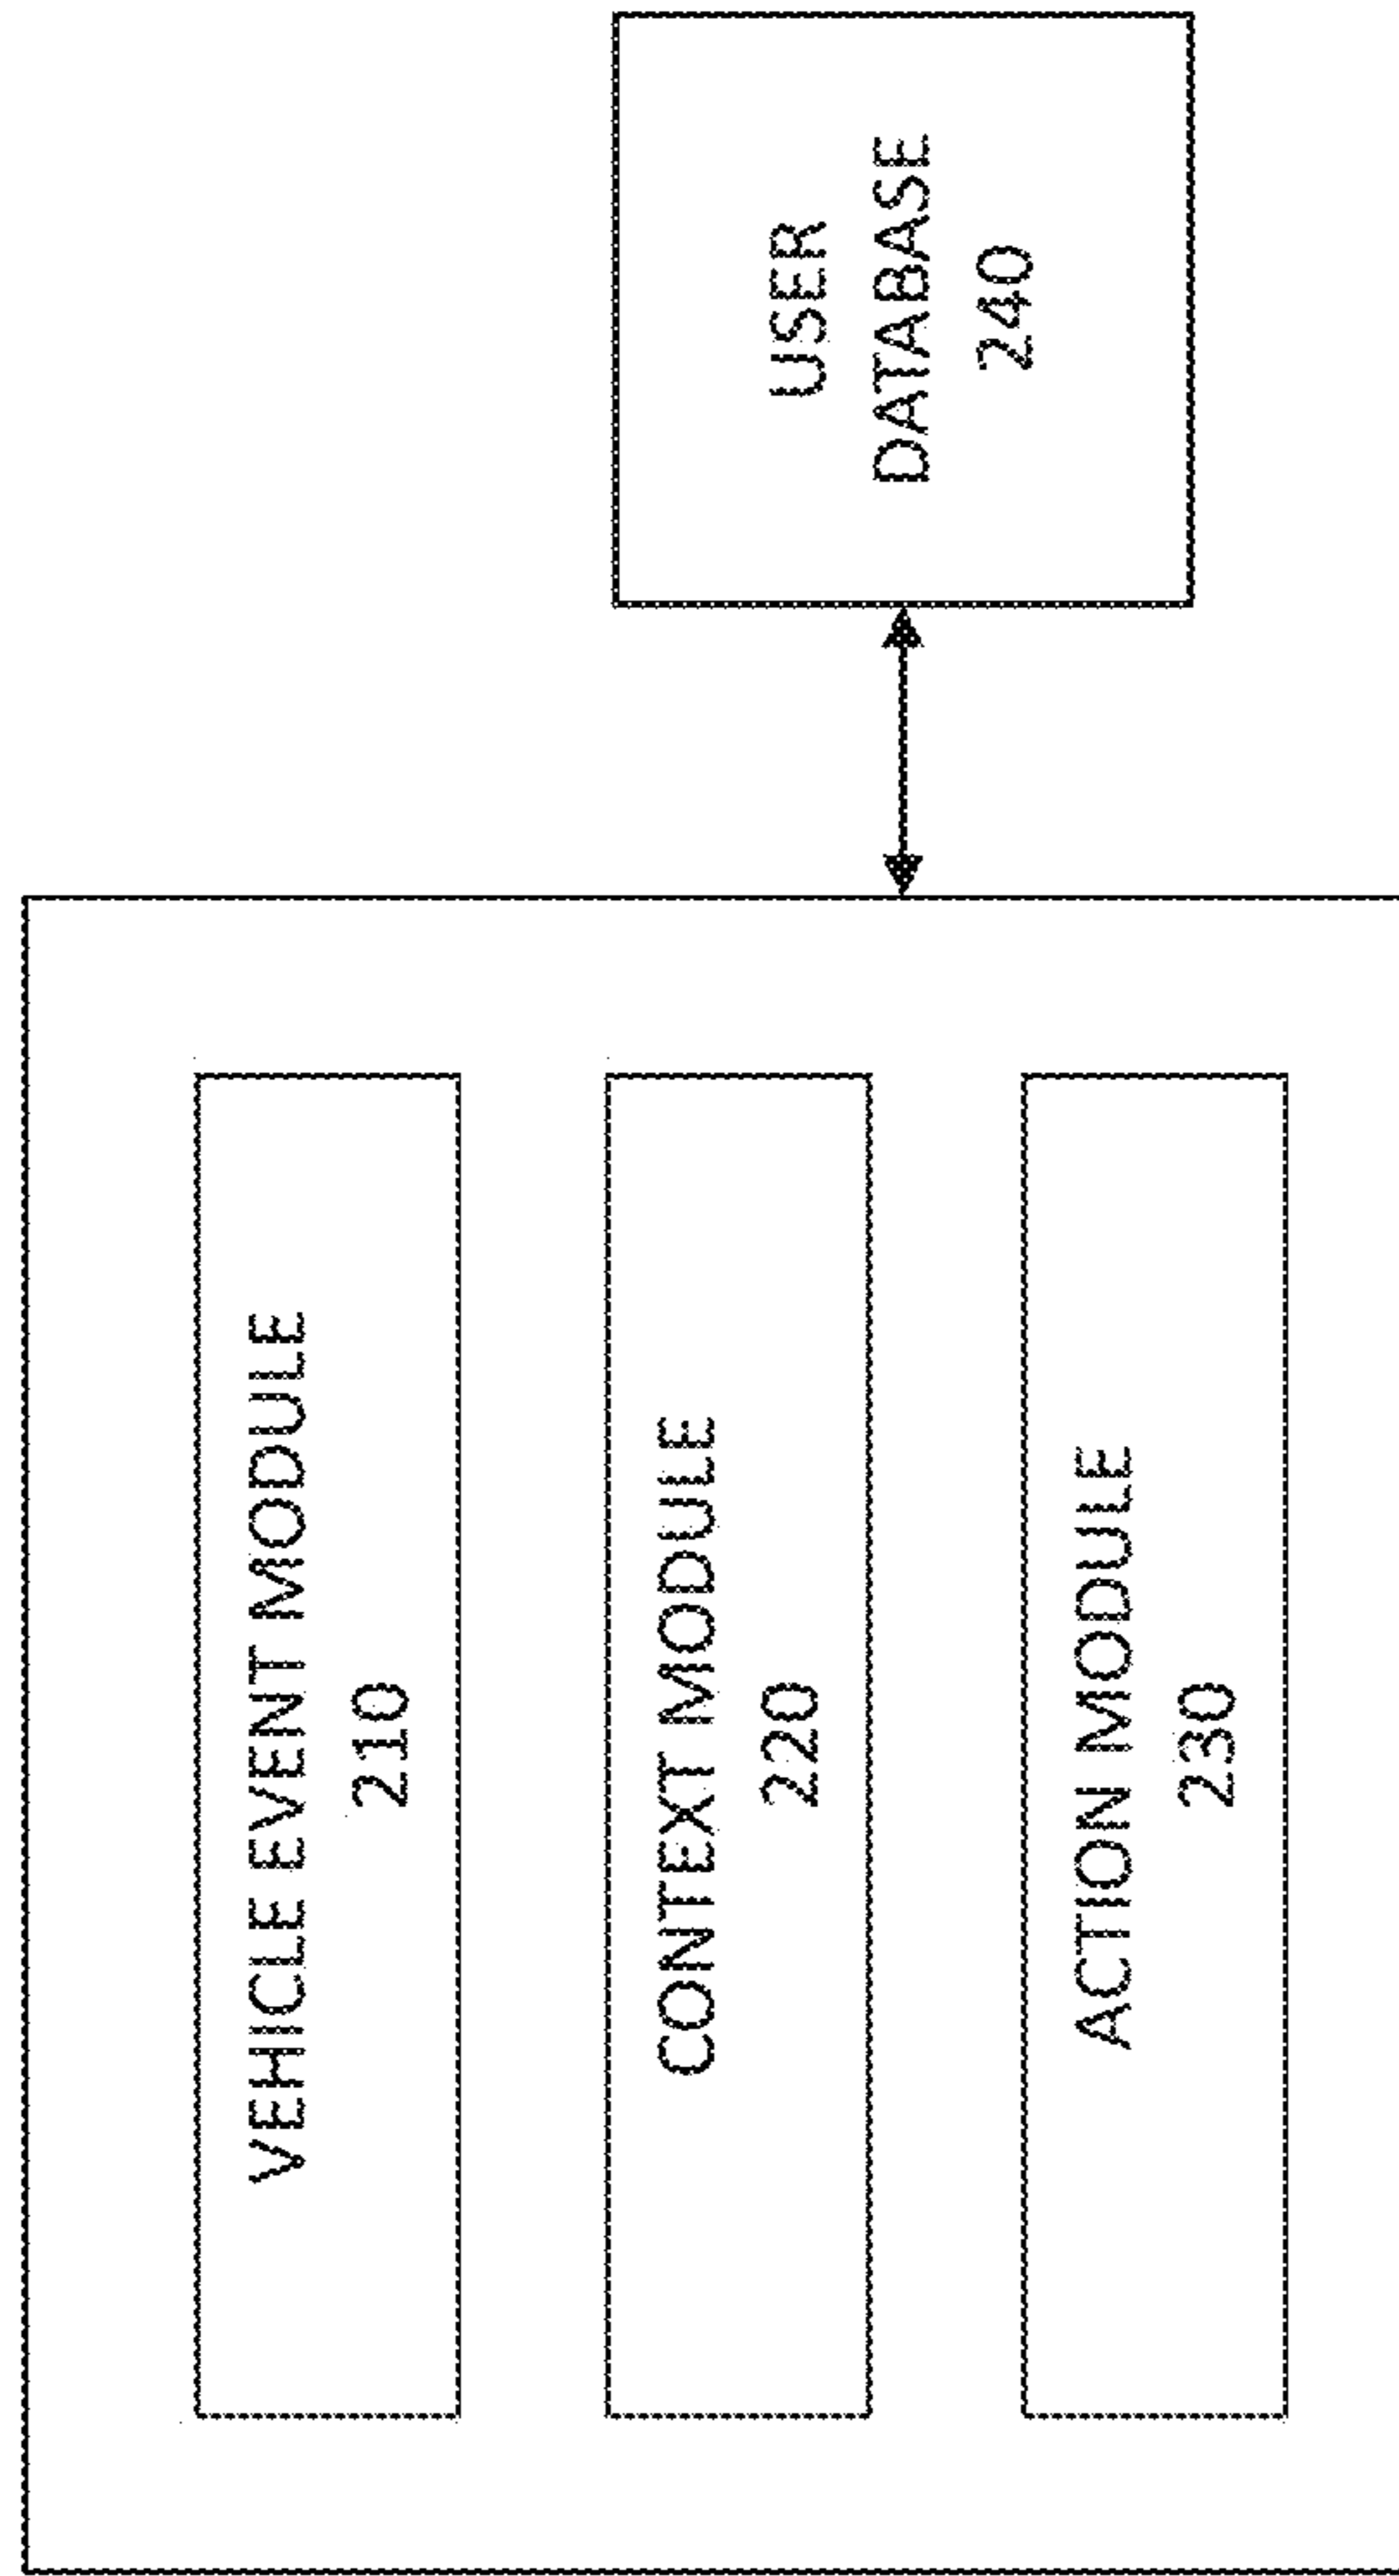 VEHICLE EVENT MODULE
210
CONTEXT MODULE
220
ACTION MODULE
230
USER
DATABASE
240